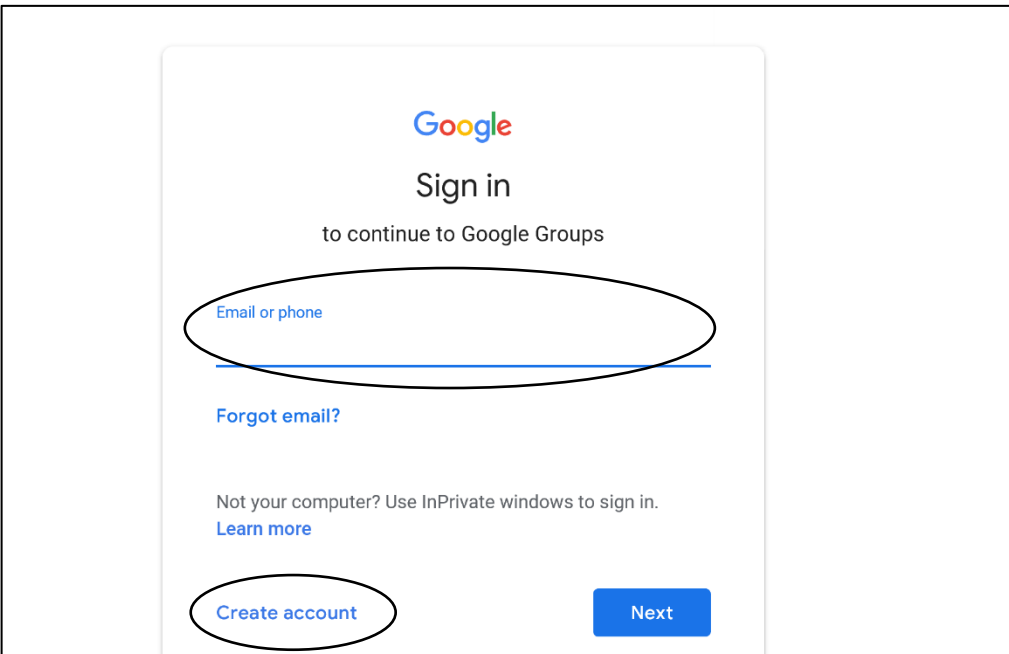 Google
Sign in
to continue to Google Groups
Email or phone
Forgot email?
Not your computer? Use InPrivate windows to sign in.
Learn more
Create account
Next